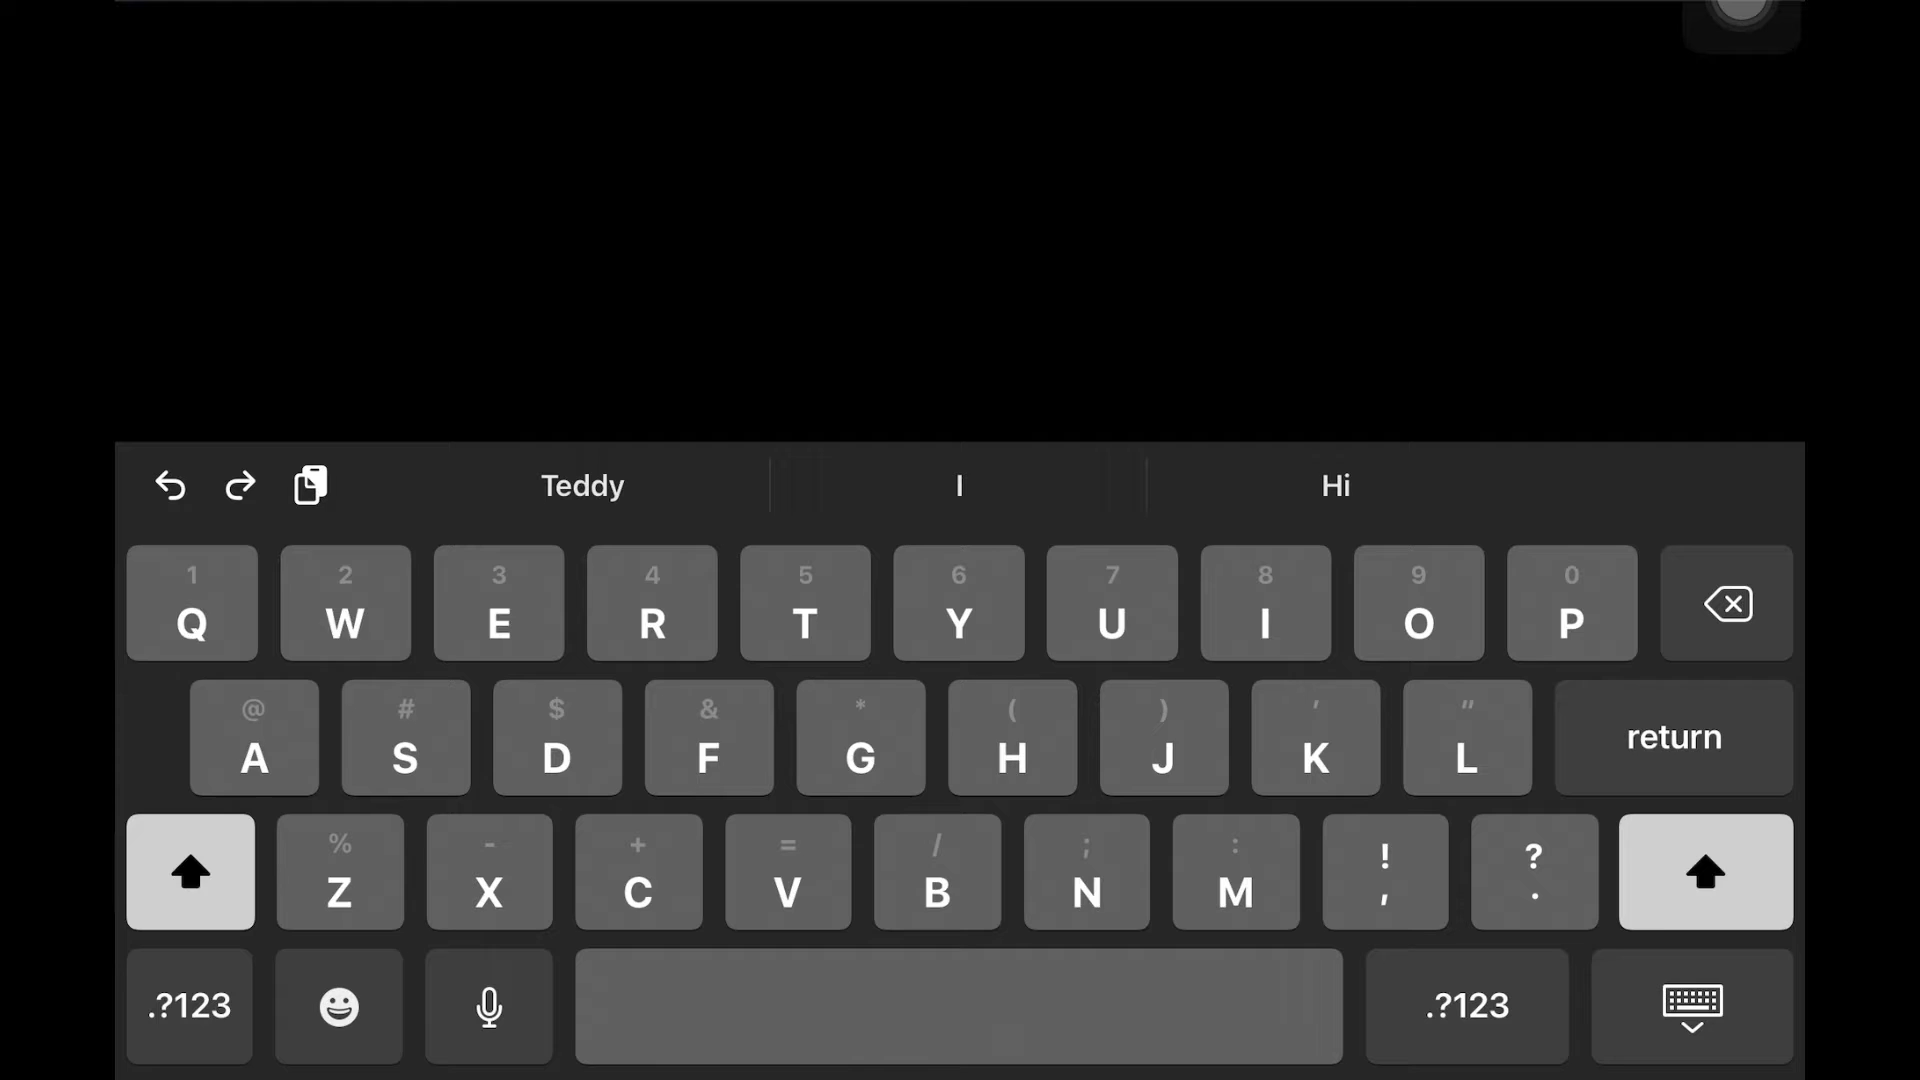 Teddy I Hi
1 2 3 4 5 6 7 8 9 0
Q W E R T Y U I O P
@ # $ & * ( ) ' "
A S D F G H J K L return
% - + = / ; : ! ?
Z X C V B N M , .
.?123 .?123